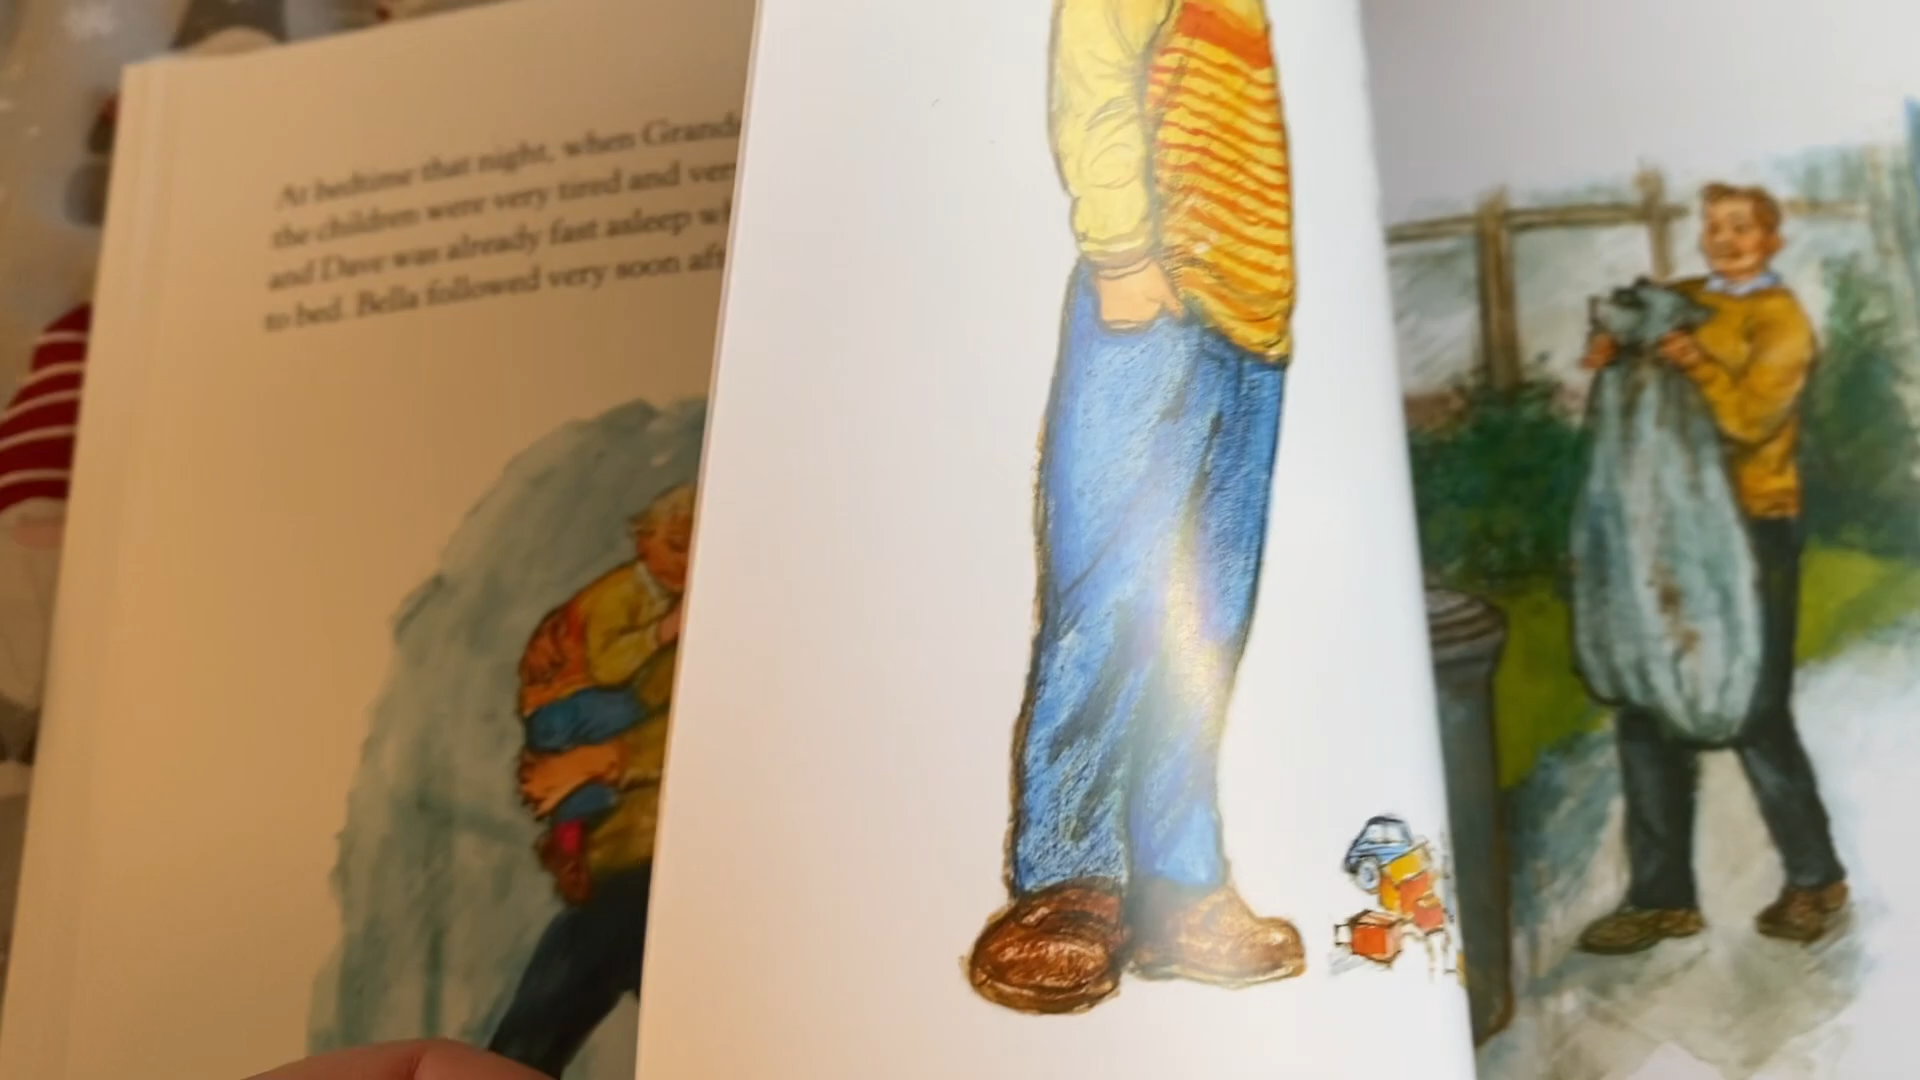 At bedtime that night, when Grand
the children were very tired and ver
and Dave was already fast asleep w
to bed. Bella followed very soon aft